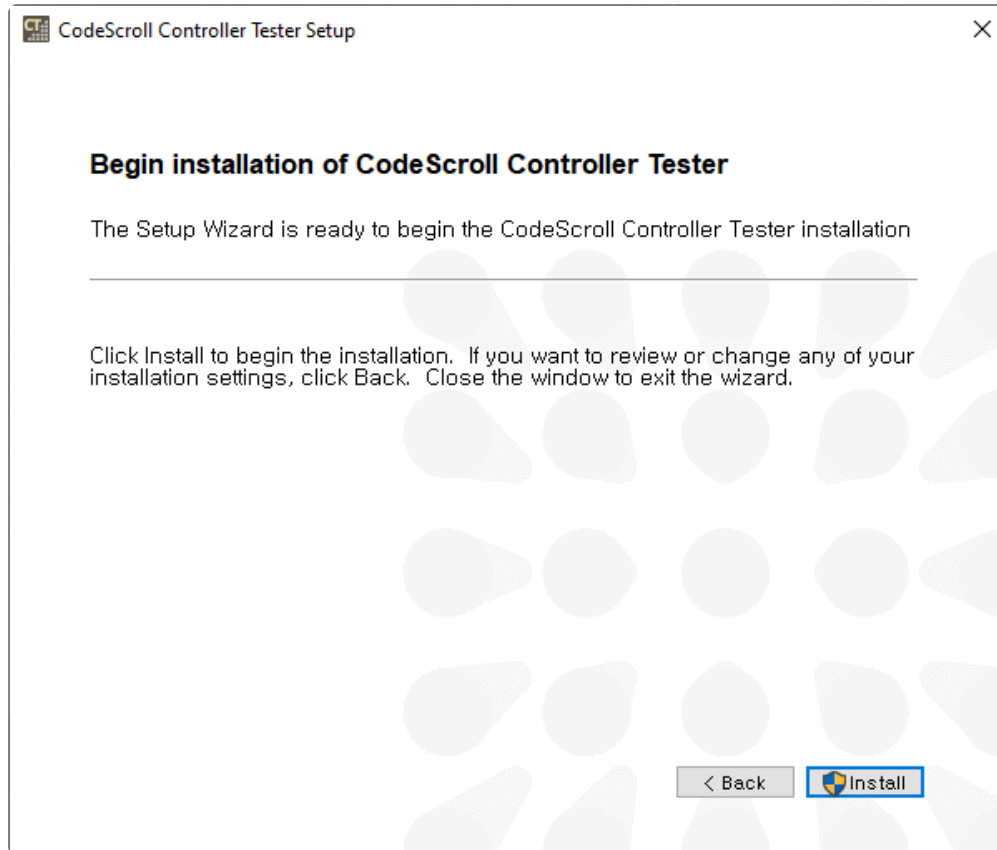 CT
CodeScroll Controller Tester Setup
Begin installation of CodeScroll Controller Tester
The Setup Wizard is ready to begin the CodeScroll Controller Tester installation
Click Install to begin the installation.  If you want to review or change any of your
installation settings, click Back.  Close the window to exit the wizard.
< Back
Install